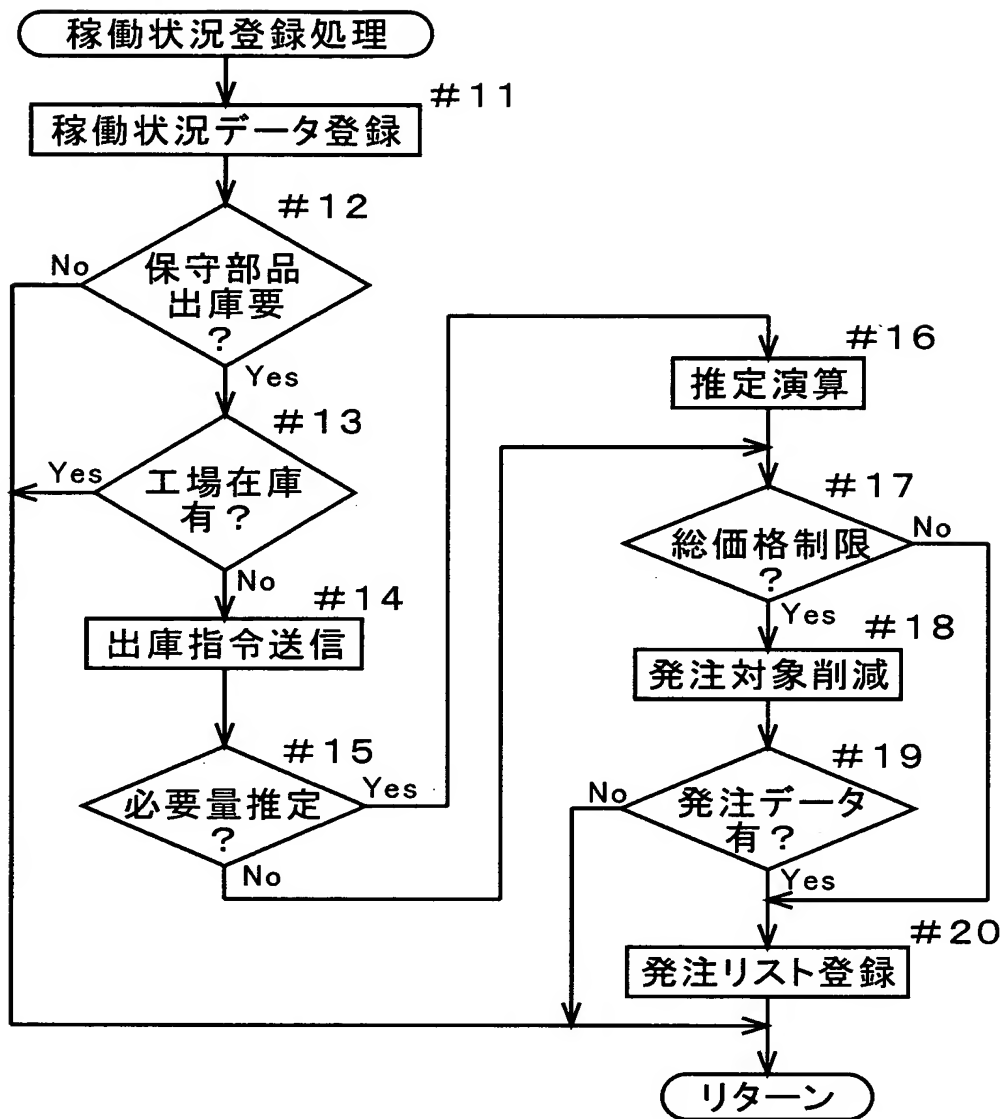 稼働状況登録処理
#11
稼働状況データ登録
#12
保守部品
出庫要
?
No
Yes
#13
工場在庫
有?
Yes
No
#14
出庫指令送信
#15
必要量推定
?
Yes
No
#16
推定演算
#17
総価格制限
?
No
Yes
#18
発注対象削減
#19
発注データ
有?
No
Yes
#20
発注リスト登録
リターン